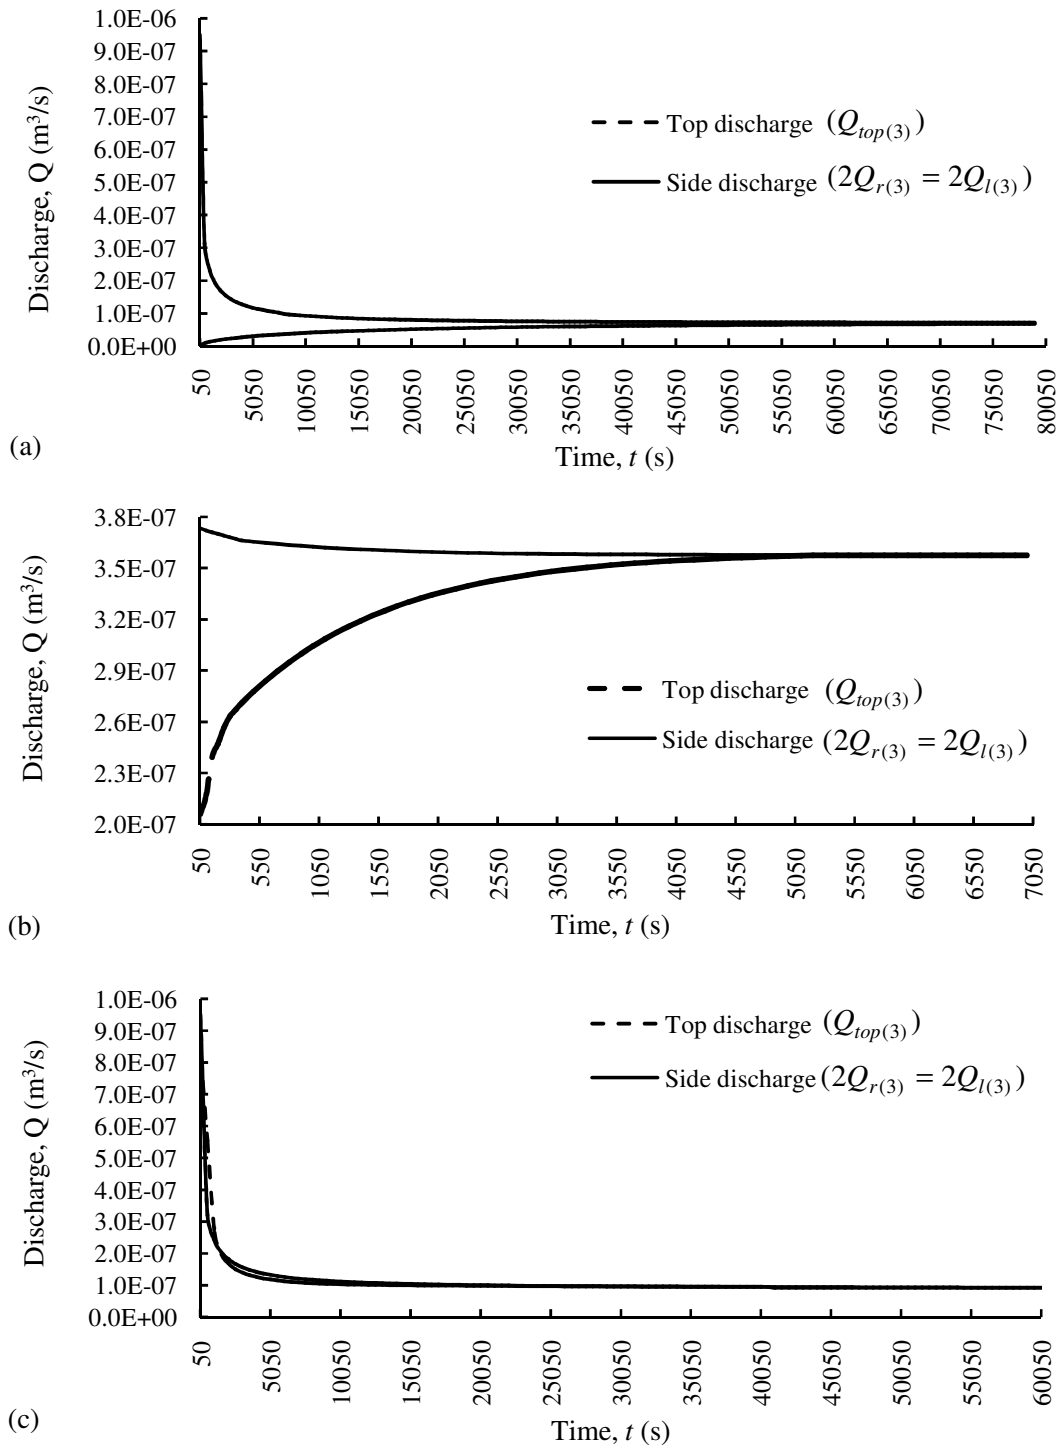 1.0E-06
9.0E-07
8.0E-07
7.0E-07
6.0E-07
5.0E-07
4.0E-07
3.0E-07
2.0E-07
1.0E-07
0.0E+00
Discharge, Q (m³/s)
Top discharge (Q_top(3))
Side discharge (2Q_r(3) = 2Q_l(3))
50 5050 10050 15050 20050 25050 30050 35050 40050 45050 50050 55050 60050 65050 70050 75050 80050
Time, t (s)
(a)
3.8E-07
3.5E-07
3.2E-07
2.9E-07
2.6E-07
2.3E-07
2.0E-07
Discharge, Q (m³/s)
Top discharge (Q_top(3))
Side discharge (2Q_r(3) = 2Q_l(3))
50 550 1050 1550 2050 2550 3050 3550 4050 4550 5050 5550 6050 6550 7050
Time, t (s)
(b)
1.0E-06
9.0E-07
8.0E-07
7.0E-07
6.0E-07
5.0E-07
4.0E-07
3.0E-07
2.0E-07
1.0E-07
0.0E+00
Discharge, Q (m³/s)
Top discharge (Q_top(3))
Side discharge (2Q_r(3) = 2Q_l(3))
50 5050 10050 15050 20050 25050 30050 35050 40050 45050 50050 55050 60050
Time, t (s)
(c)